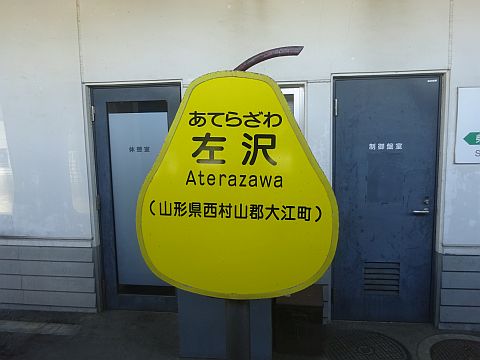 あてらざわ
左沢
Aterazawa
(山形県西村山郡大江町)
休憩室
制御盤室